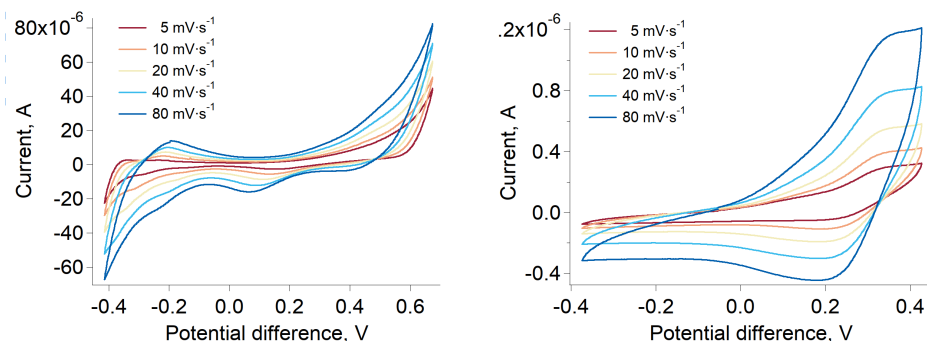 80x10⁻⁶
60
40
20
0
-20
-40
-60
Current, A
5 mV·s⁻¹
10 mV·s⁻¹
20 mV·s⁻¹
40 mV·s⁻¹
80 mV·s⁻¹
-0.4 -0.2 0.0 0.2 0.4 0.6
Potential difference, V
.2x10⁻⁶
0.8
0.4
0.0
-0.4
Current, A
5 mV·s⁻¹
10 mV·s⁻¹
20 mV·s⁻¹
40 mV·s⁻¹
80 mV·s⁻¹
-0.4 -0.2 0.0 0.2 0.4
Potential difference, V